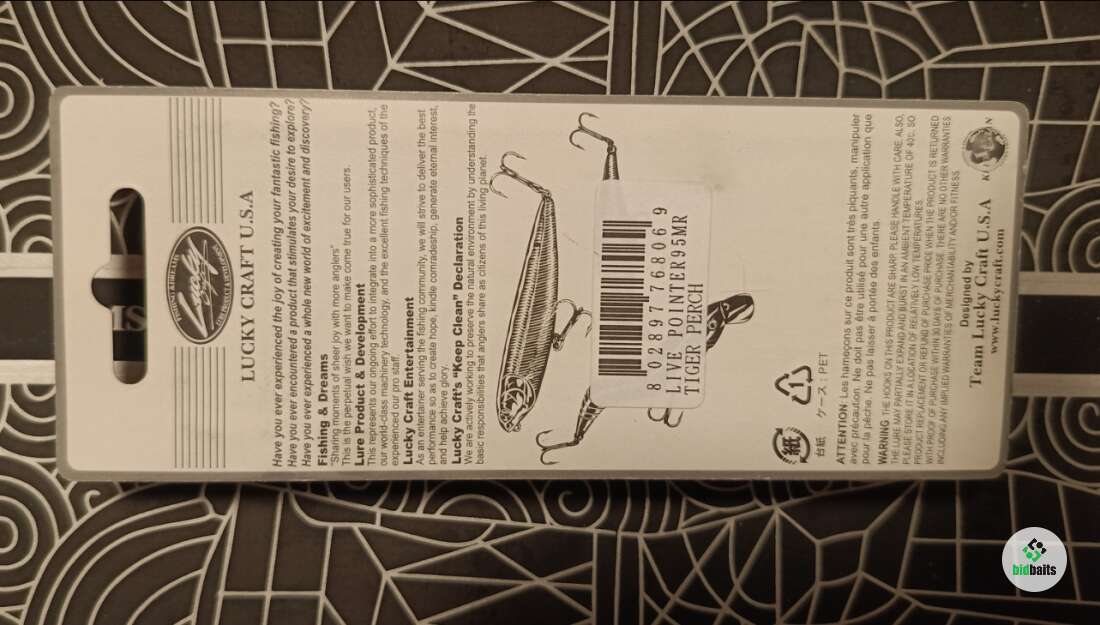 LUCKY CRAFT U.S.A
Have you ever experienced the joy of creating your fantastic fishing?
Have you ever encountered a product that stimulates your desire to explore?
Have you ever experienced a whole new world of excitement and discovery?
Fishing & Dreams
"Sharing moments of sheer joy with more anglers"
This is the perpetual wish we want to make come true for our users.
Lure Product & Development
This represents our ongoing effort to integrate into a more sophisticated product,
our world-class machinery technology, and the excellent fishing techniques of the
experienced our pro staff.
Lucky Craft Entertainment
As an entertainer serving the fishing community, we will strive to deliver the best
performance so as to create hope, kindle comradeship, generate eternal interest,
and help achieve glory.
Lucky Craft's "Keep Clean" Declaration
We are actively working to preserve the natural environment by understanding the
basic responsibilities that anglers share as citizens of this living planet.
8 02897 768069
LIVE POINTER95MR
TIGER PERCH
紙
台紙
1
ケース：PET
ATTENTION: Les hameçons sur ce produit sont très piquants, manipuler
avec précaution. Ne doit pas être utilisé pour une autre application que
pour la pêche. Ne pas laisser à portée des enfants.
WARNING: THE HOOKS ON THIS PRODUCT ARE SHARP. PLEASE HANDLE WITH CARE. ALSO,
THE LURE MAY PARTIALLY EXPAND AND BURST IN AN AMBIENT TEMPERATURE OF 40℃. SO
PLEASE STORE IT IN A LOCATION OF RELATIVELY LOW TEMPERATURES.
PRODUCT REPLACEMENT OR REFUND OF PURCHASE PRICE WHEN THE PRODUCT IS RETURNED
WITH PROOF OF PURCHASE WITHIN 90 DAYS OF PURCHASE. THERE ARE NO OTHER WARRANTIES
INCLUDING ANY IMPLIED WARRANTIES OF MERCHANTABILITY AND/OR FITNESS.
Designed by
Team Lucky Craft U.S.A
www.luckycraft.com
bidbaits